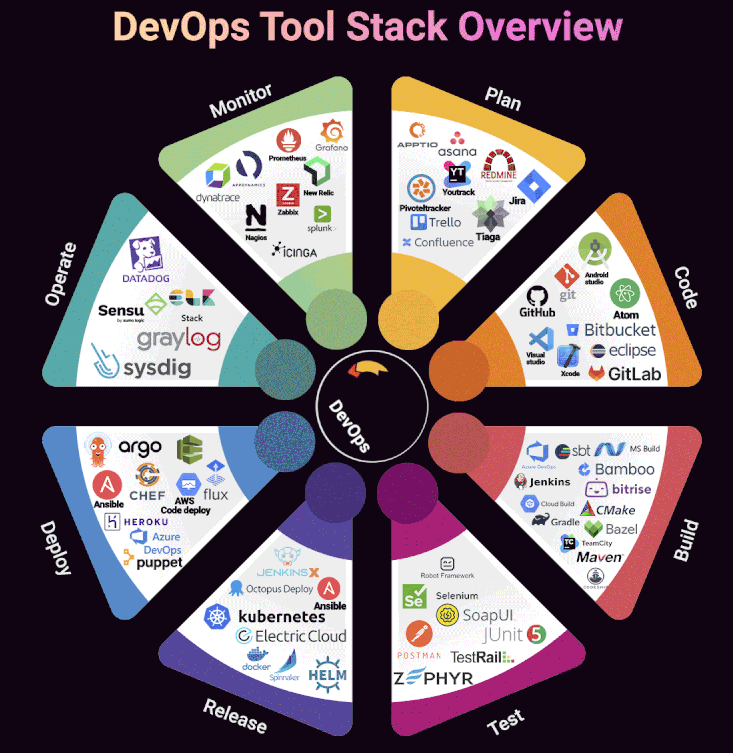 DevOps Tool Stack Overview
Monitor
Grafana
Prometheus
APPDYNAMICS
dynatrace
New Relic
Z
Zabbix
splunk>
N
Nagios
iCINGA
Plan
APPTIO
asana
YT
Youtrack
REDMINE
Pivoteltracker
Jira
Trello
Tiaga
Confluence
Code
Android
studio
git
GitHub
Atom
Bitbucket
Visual
studio
eclipse
Xcode
GitLab
Build
Azure DevOps
sbt
MS Build
Bamboo
Jenkins
bitrise
Cloud Build
CMake
Gradle
Bazel
TC
TeamCity
Maven
Test
Robot Framework
Se
Selenium
SoapUI
JUnit 5
POSTMAN
TestRail
ZEPHYR
Release
JENKINS X
Octopus Deploy
Ansible
kubernetes
Electric Cloud
docker
Spinnaker
HELM
Deploy
argo
A
Ansible
CHEF
AWS
Code deploy
flux
HEROKU
Azure
DevOps
puppet
Operate
DATADOG
Sensu
by sumo logic
ELK
Stack
graylog
sysdig
DevOps